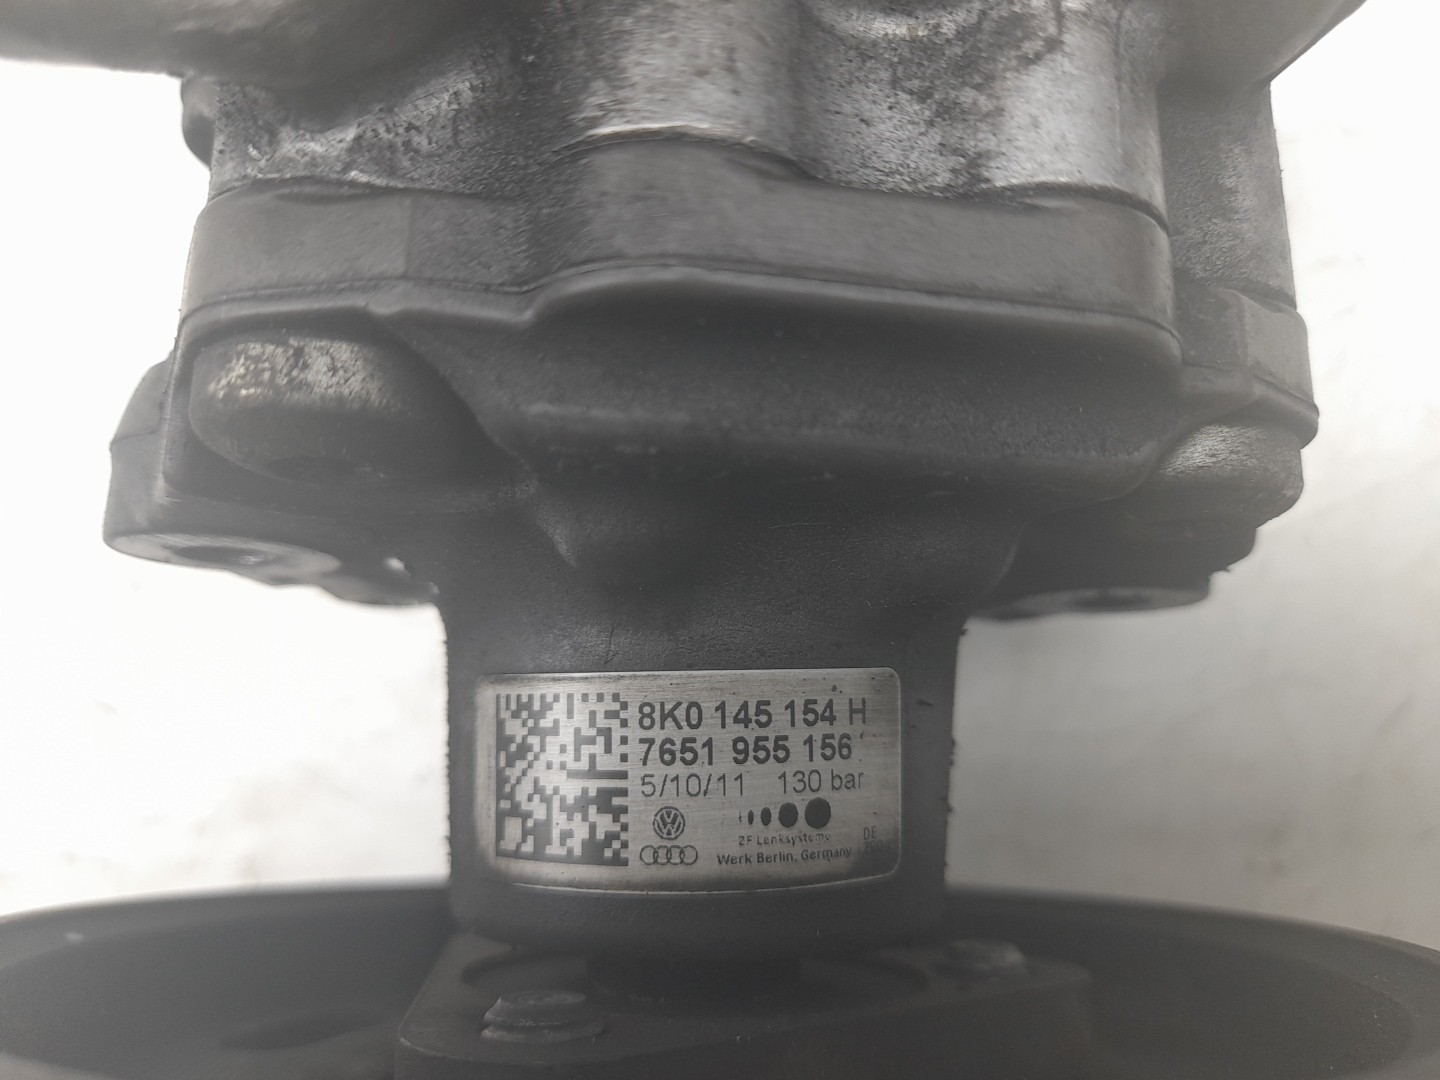 8K0 145 154 H
7651 955 156
5/10/11 130 bar
ZF Lenksysteme
DE
Werk Berlin, Germany